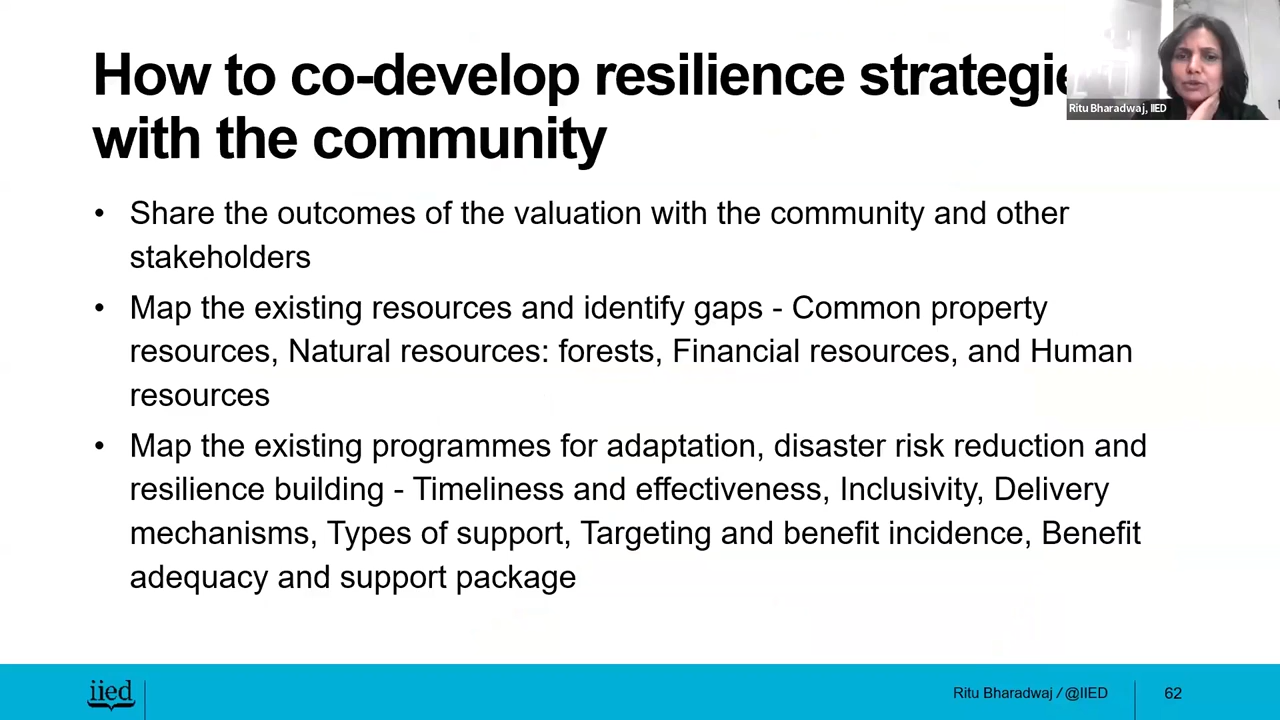 How to co-develop resilience strategie
with the community
Ritu Bharadwaj, IIED
• Share the outcomes of the valuation with the community and other
stakeholders
• Map the existing resources and identify gaps - Common property
resources, Natural resources: forests, Financial resources, and Human
resources
• Map the existing programmes for adaptation, disaster risk reduction and
resilience building - Timeliness and effectiveness, Inclusivity, Delivery
mechanisms, Types of support, Targeting and benefit incidence, Benefit
adequacy and support package
iied
Ritu Bharadwaj / @IIED
62